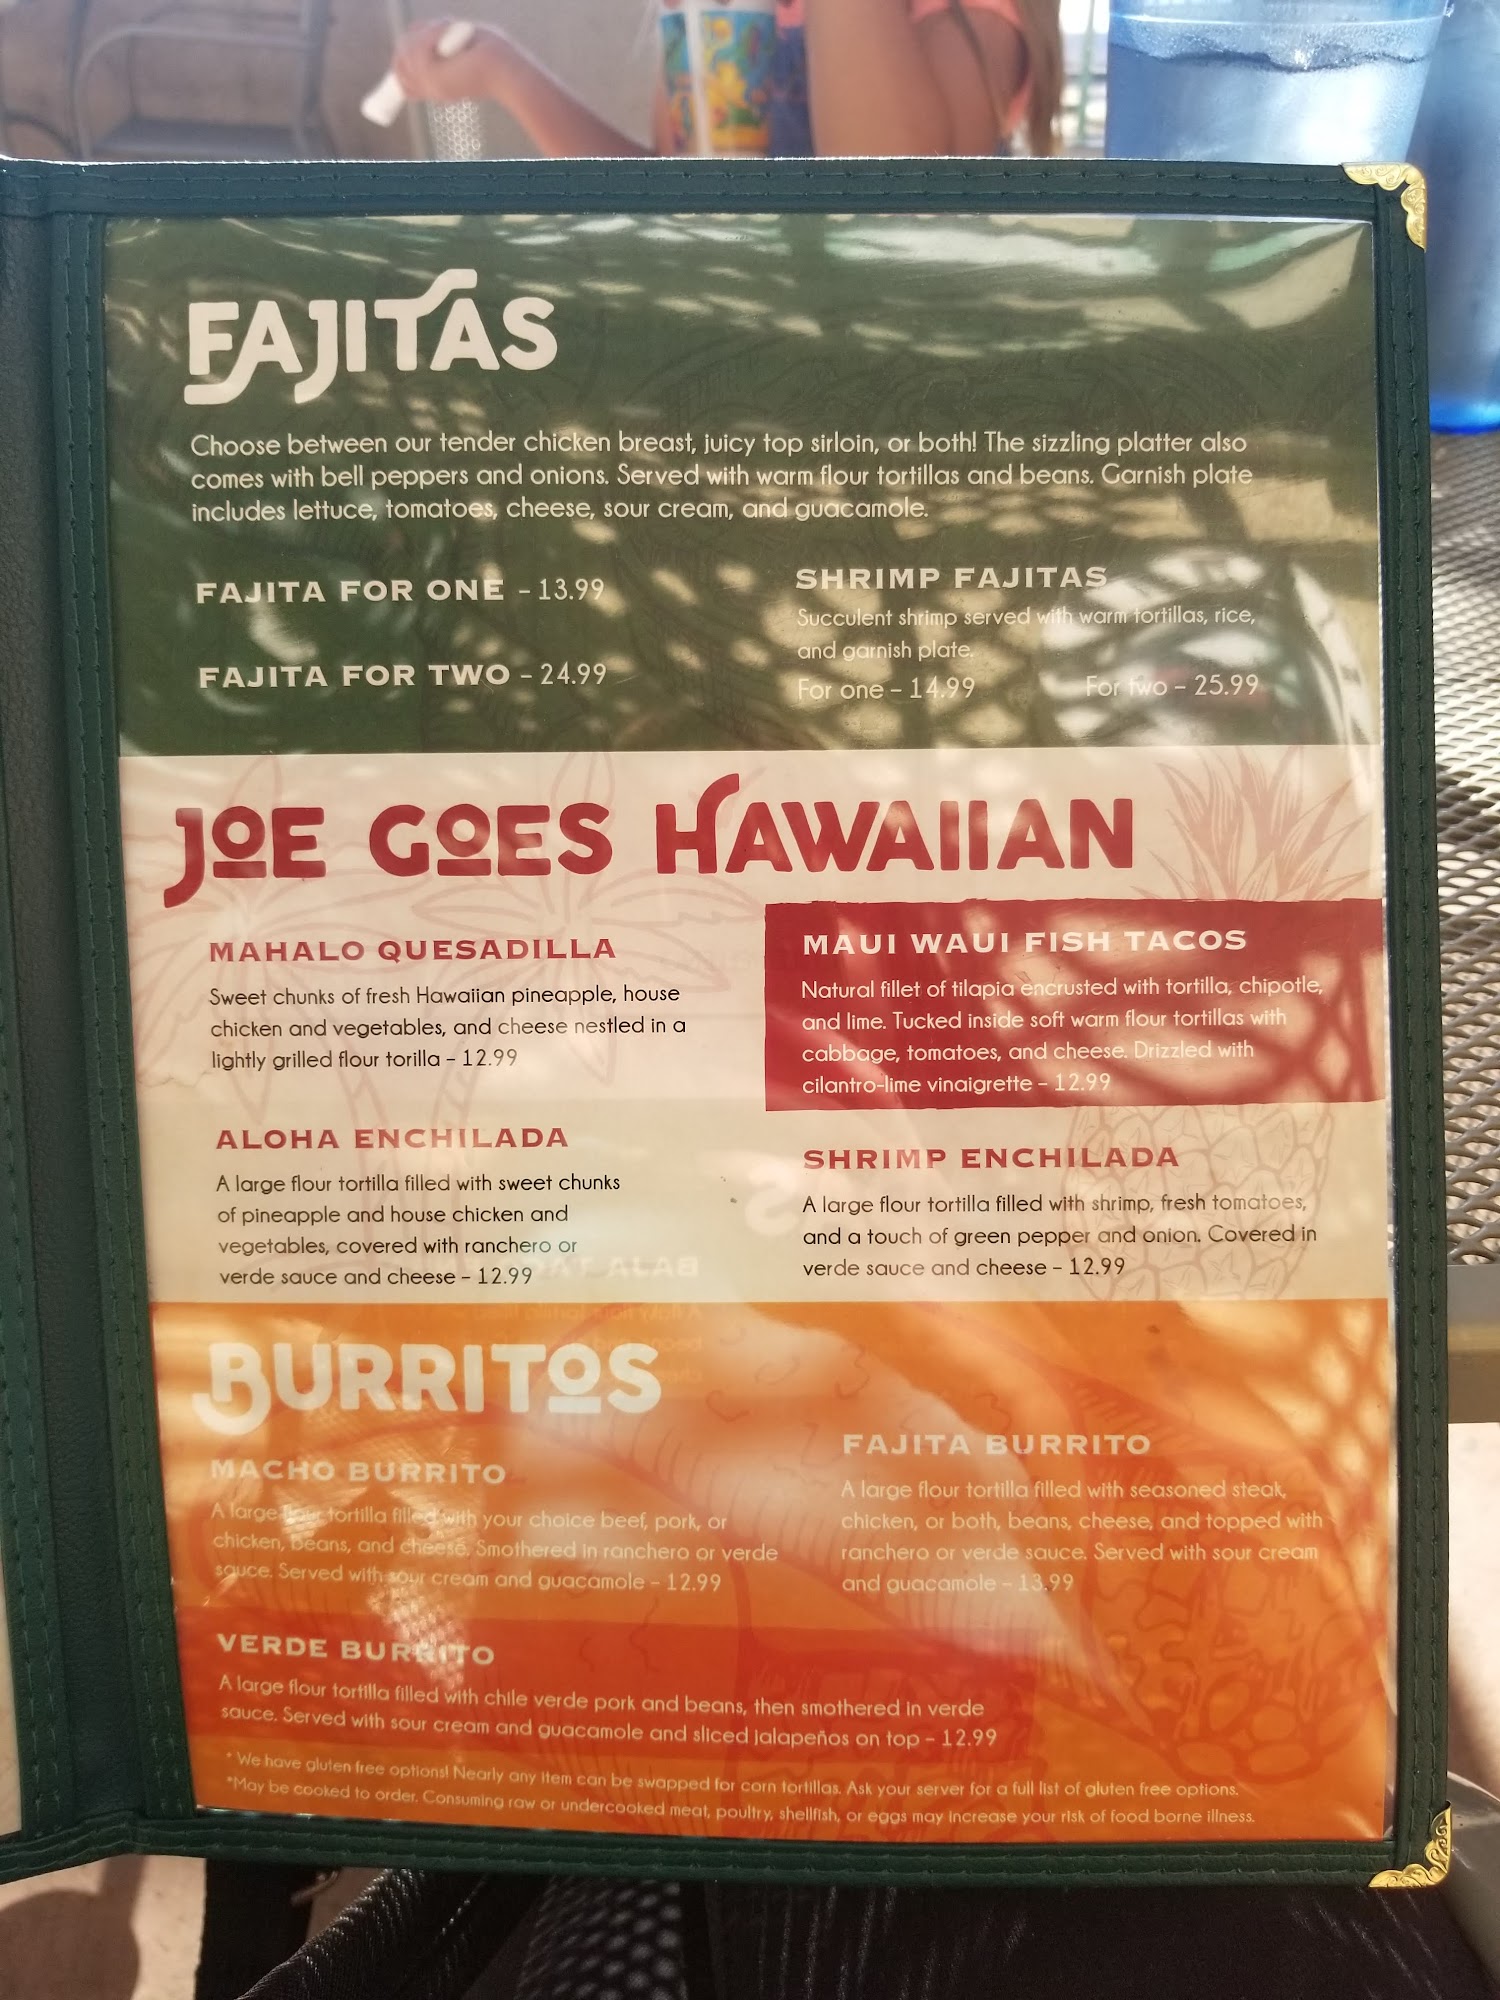 FAJITAS
Choose between our tender chicken breast, juicy top sirloin, or both! The sizzling platter also
comes with bell peppers and onions. Served with warm flour tortillas and beans. Garnish plate
includes lettuce, tomatoes, cheese, sour cream, and guacamole.
FAJITA FOR ONE - 13.99
FAJITA FOR TWO - 24.99
SHRIMP FAJITAS
Succulent shrimp served with warm tortillas, rice,
and garnish plate.
For one - 14.99 For two - 25.99
JOE GOES HAWAIIAN
MAHALO QUESADILLA
Sweet chunks of fresh Hawaiian pineapple, house
chicken and vegetables, and cheese nestled in a
lightly grilled flour torilla - 12.99
MAUI WAUI FISH TACOS
Natural fillet of tilapia encrusted with tortilla, chipotle,
and lime. Tucked inside soft warm flour tortillas with
cabbage, tomatoes, and cheese. Drizzled with
cilantro-lime vinaigrette - 12.99
ALOHA ENCHILADA
A large flour tortilla filled with sweet chunks
of pineapple and house chicken and
vegetables, covered with ranchero or
verde sauce and cheese - 12.99
SHRIMP ENCHILADA
A large flour tortilla filled with shrimp, fresh tomatoes,
and a touch of green pepper and onion. Covered in
verde sauce and cheese - 12.99
BURRITOS
MACHO BURRITO
A large flour tortilla filled with your choice beef, pork, or
chicken, beans, and cheese. Smothered in ranchero or verde
sauce. Served with sour cream and guacamole - 12.99
FAJITA BURRITO
A large flour tortilla filled with seasoned steak,
chicken, or both, beans, cheese, and topped with
ranchero or verde sauce. Served with sour cream
and guacamole - 13.99
VERDE BURRITO
A large flour tortilla filled with chile verde pork and beans, then smothered in verde
sauce. Served with sour cream and guacamole and sliced jalapeños on top - 12.99
* We have gluten free options! Nearly any item can be swapped for corn tortillas. Ask your server for a full list of gluten free options.
*May be cooked to order. Consuming raw or undercooked meat, poultry, shellfish, or eggs may increase your risk of food borne illness.